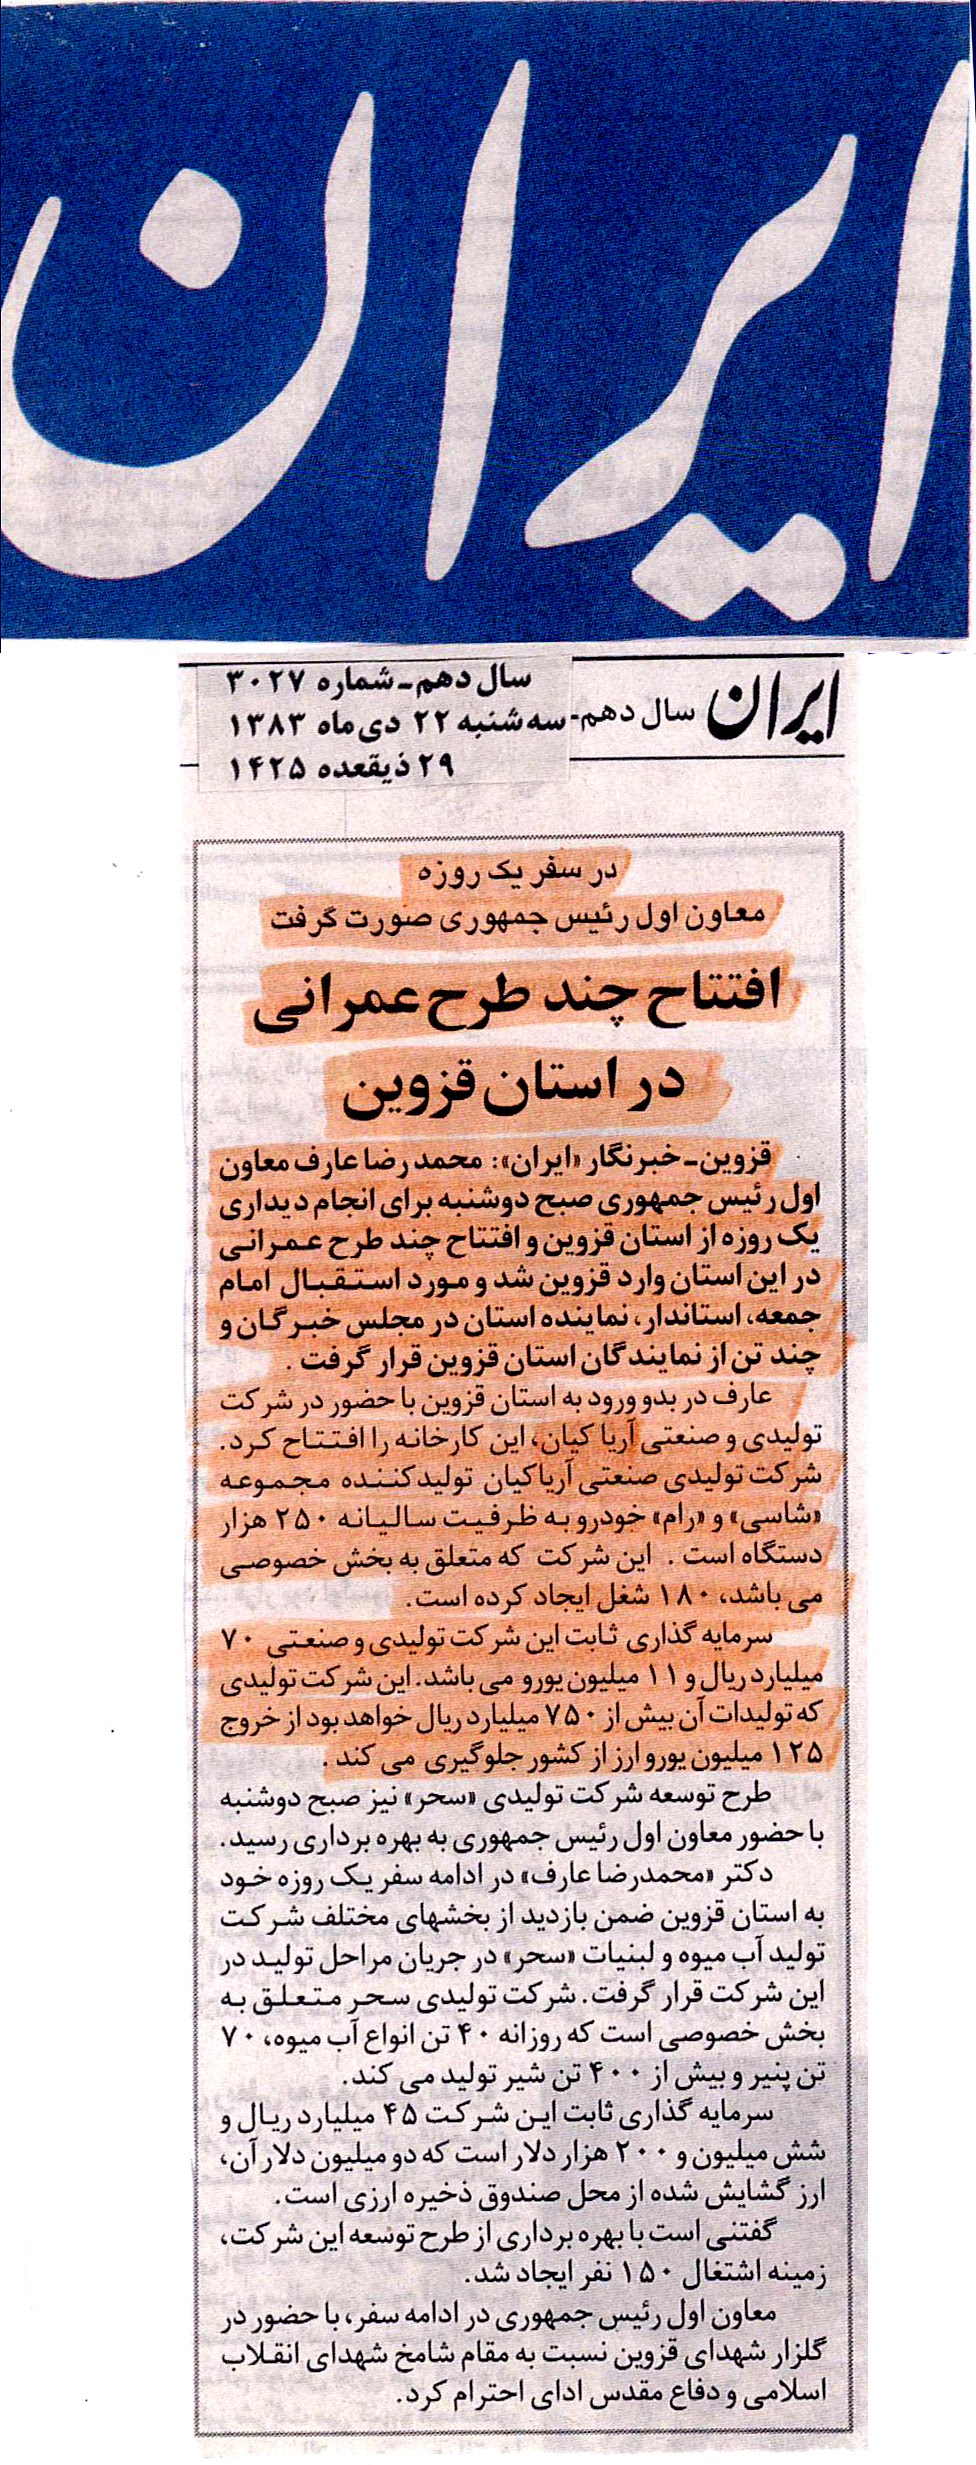 ایران
ایران سال دهم-
سال دهم-شماره ۳۰۲۷
سه شنبه ۲۲ دی ماه ۱۳۸۳
۲۹ ذیقعده ۱۴۲۵
در سفر یک روزه
معاون اول رئیس جمهوری صورت گرفت
افتتاح چند طرح عمرانی
در استان قزوین
قزوین-خبرنگار «ایران»: محمد رضا عارف معاون
اول رئیس جمهوری صبح دوشنبه برای انجام دیداری
یک روزه از استان قزوین و افتتاح چند طرح عمرانی
در این استان وارد قزوین شد و مورد استقبال امام
جمعه، استاندار، نماینده استان در مجلس خبرگان و
چند تن از نمایندگان استان قزوین قرار گرفت .
عارف در بدو ورود به استان قزوین با حضور در شرکت
تولیدی و صنعتی آریا کیان، این کارخانه را افتتاح کرد.
شرکت تولیدی صنعتی آریاکیان تولیدکننده مجموعه
«شاسی» و «رام» خودرو به ظرفیت سالیانه ۲۵۰ هزار
دستگاه است . این شرکت که متعلق به بخش خصوصی
می باشد، ۱۸۰ شغل ایجاد کرده است.
سرمایه گذاری ثابت این شرکت تولیدی و صنعتی ۷۰
میلیارد ریال و ۱۱ میلیون یورو می باشد. این شرکت تولیدی
که تولیدات آن بیش از ۷۵۰ میلیارد ریال خواهد بود از خروج
۱۲۵ میلیون یورو ارز از کشور جلوگیری می کند .
طرح توسعه شرکت تولیدی «سحر» نیز صبح دوشنبه
با حضور معاون اول رئیس جمهوری به بهره برداری رسید.
دکتر «محمدرضا عارف» در ادامه سفر یک روزه خود
به استان قزوین ضمن بازدید از بخشهای مختلف شرکت
تولید آب میوه و لبنیات «سحر» در جریان مراحل تولید در
این شرکت قرار گرفت. شرکت تولیدی سحر متعلق به
بخش خصوصی است که روزانه ۴۰ تن انواع آب میوه، ۷۰
تن پنیر و بیش از ۴۰۰ تن شیر تولید می کند.
سرمایه گذاری ثابت این شرکت ۴۵ میلیارد ریال و
شش میلیون و ۲۰۰ هزار دلار است که دو میلیون دلار آن،
ارز گشایش شده از محل صندوق ذخیره ارزی است.
گفتنی است با بهره برداری از طرح توسعه این شرکت،
زمینه اشتغال ۱۵۰ نفر ایجاد شد.
معاون اول رئیس جمهوری در ادامه سفر، با حضور در
گلزار شهدای قزوین نسبت به مقام شامخ شهدای انقلاب
اسلامی و دفاع مقدس ادای احترام کرد.